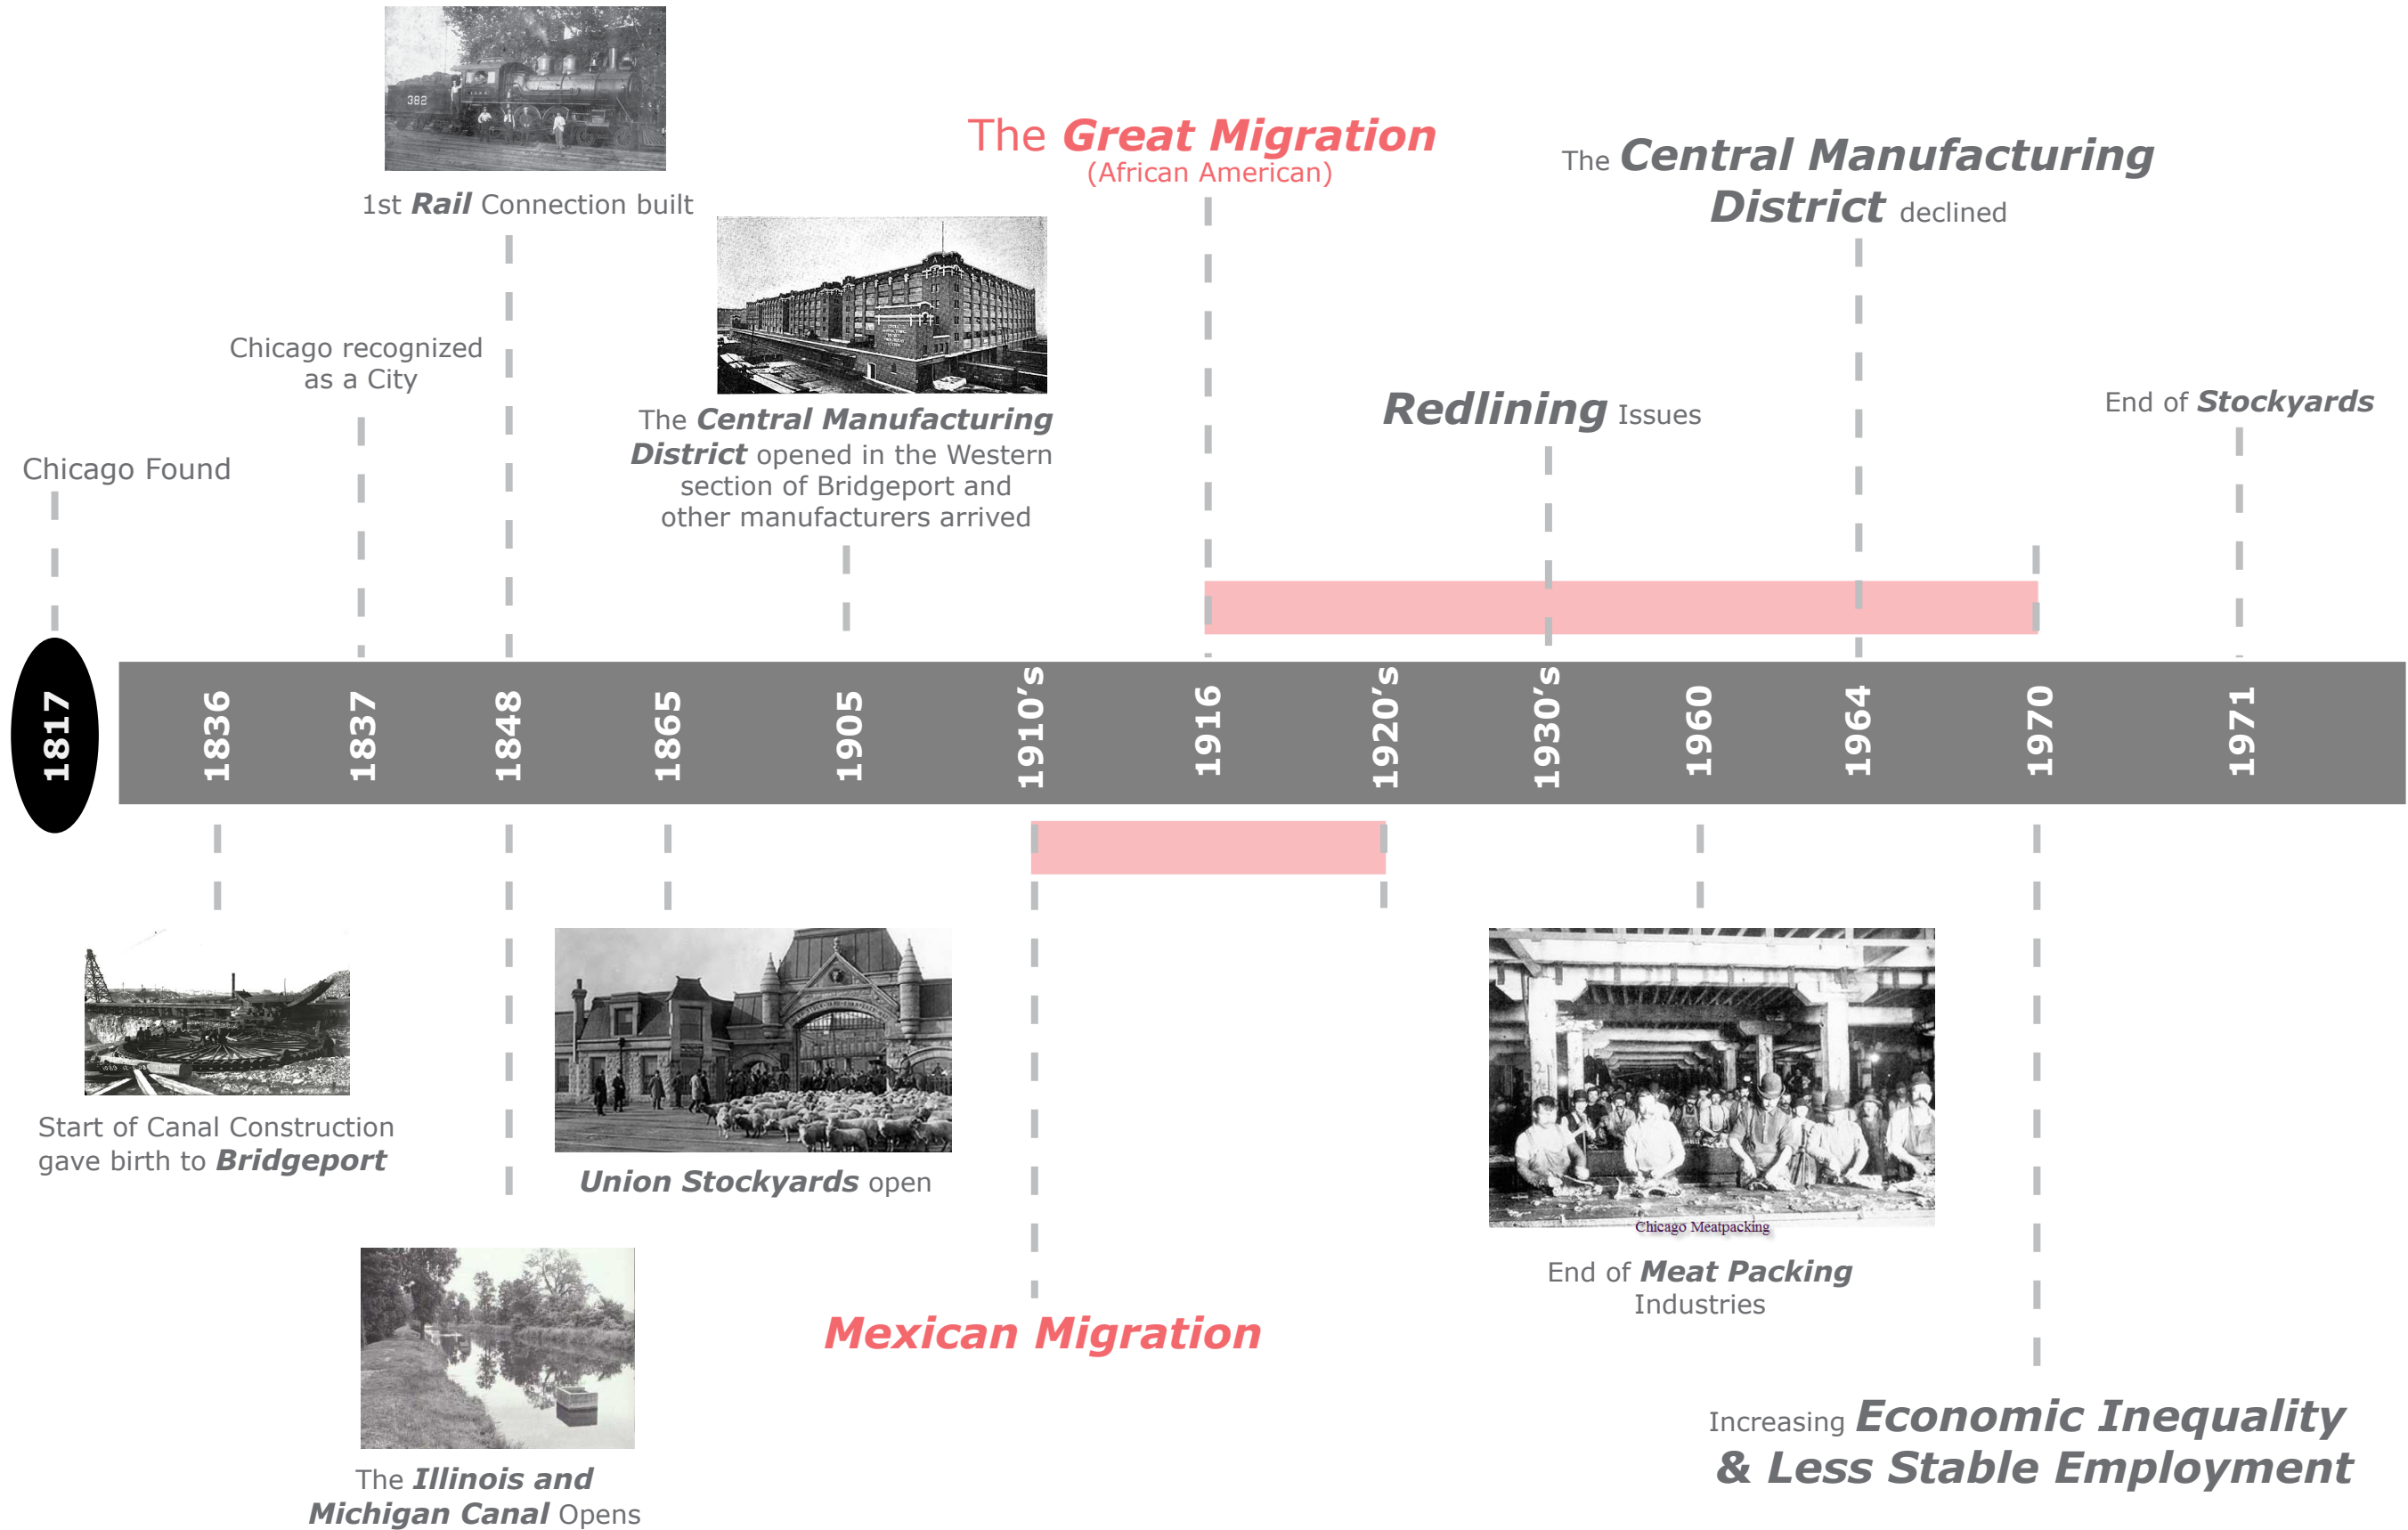 382
1st Rail Connection built
The Great Migration
(African American)
The Central Manufacturing
District declined
Chicago recognized
as a City
The Central Manufacturing
District opened in the Western
section of Bridgeport and
other manufacturers arrived
Redlining Issues
End of Stockyards
Chicago Found
1817
1836
1837
1848
1865
1905
1910’s
1916
1920’s
1930’s
1960
1964
1970
1971
Start of Canal Construction
gave birth to Bridgeport
Union Stockyards open
Chicago Meatpacking
End of Meat Packing
Industries
Mexican Migration
The Illinois and
Michigan Canal Opens
Increasing Economic Inequality
& Less Stable Employment